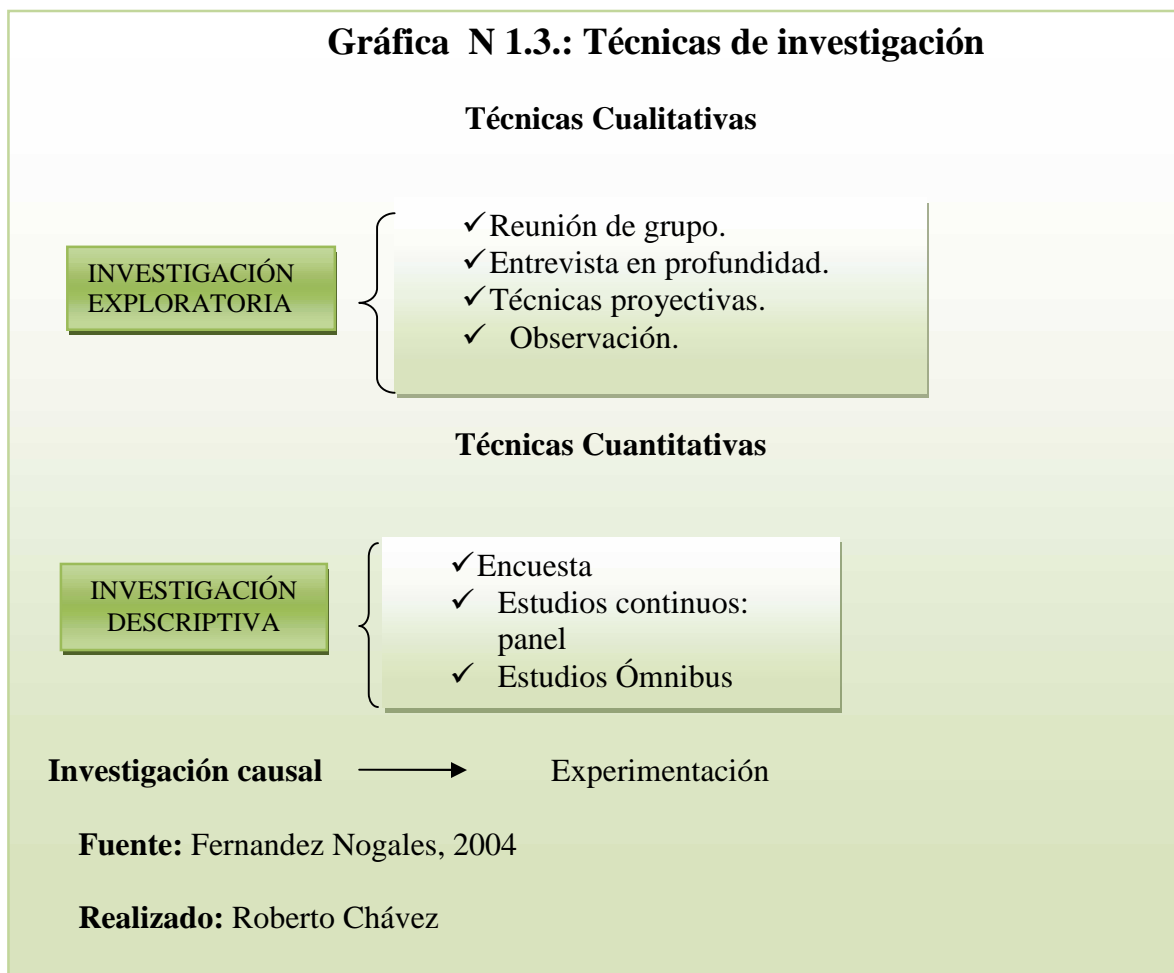 Gráfica N 1.3.: Técnicas de investigación
Técnicas Cualitativas
INVESTIGACIÓN
EXPLORATORIA
✓Reunión de grupo.
✓Entrevista en profundidad.
✓Técnicas proyectivas.
✓ Observación.
Técnicas Cuantitativas
INVESTIGACIÓN
DESCRIPTIVA
✓Encuesta
✓ Estudios continuos:
panel
✓ Estudios Ómnibus
Investigación causal Experimentación
Fuente: Fernandez Nogales, 2004
Realizado: Roberto Chávez